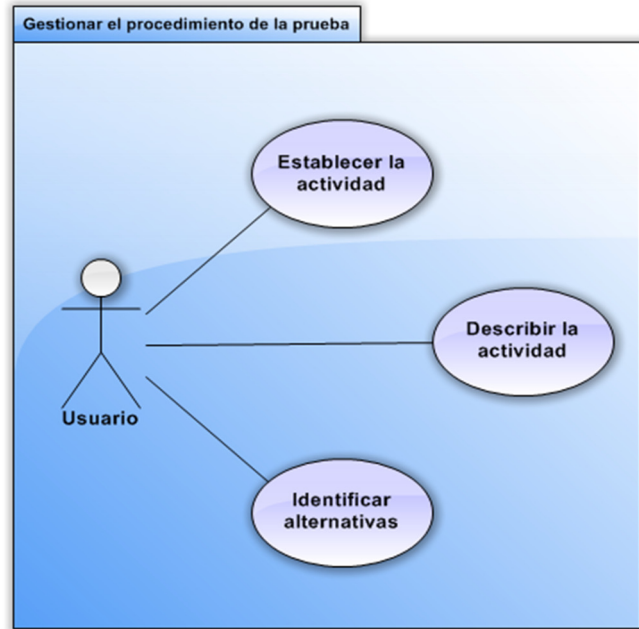 Gestionar el procedimiento de la prueba
Establecer la
actividad
Describir la
actividad
Usuario
Identificar
alternativas